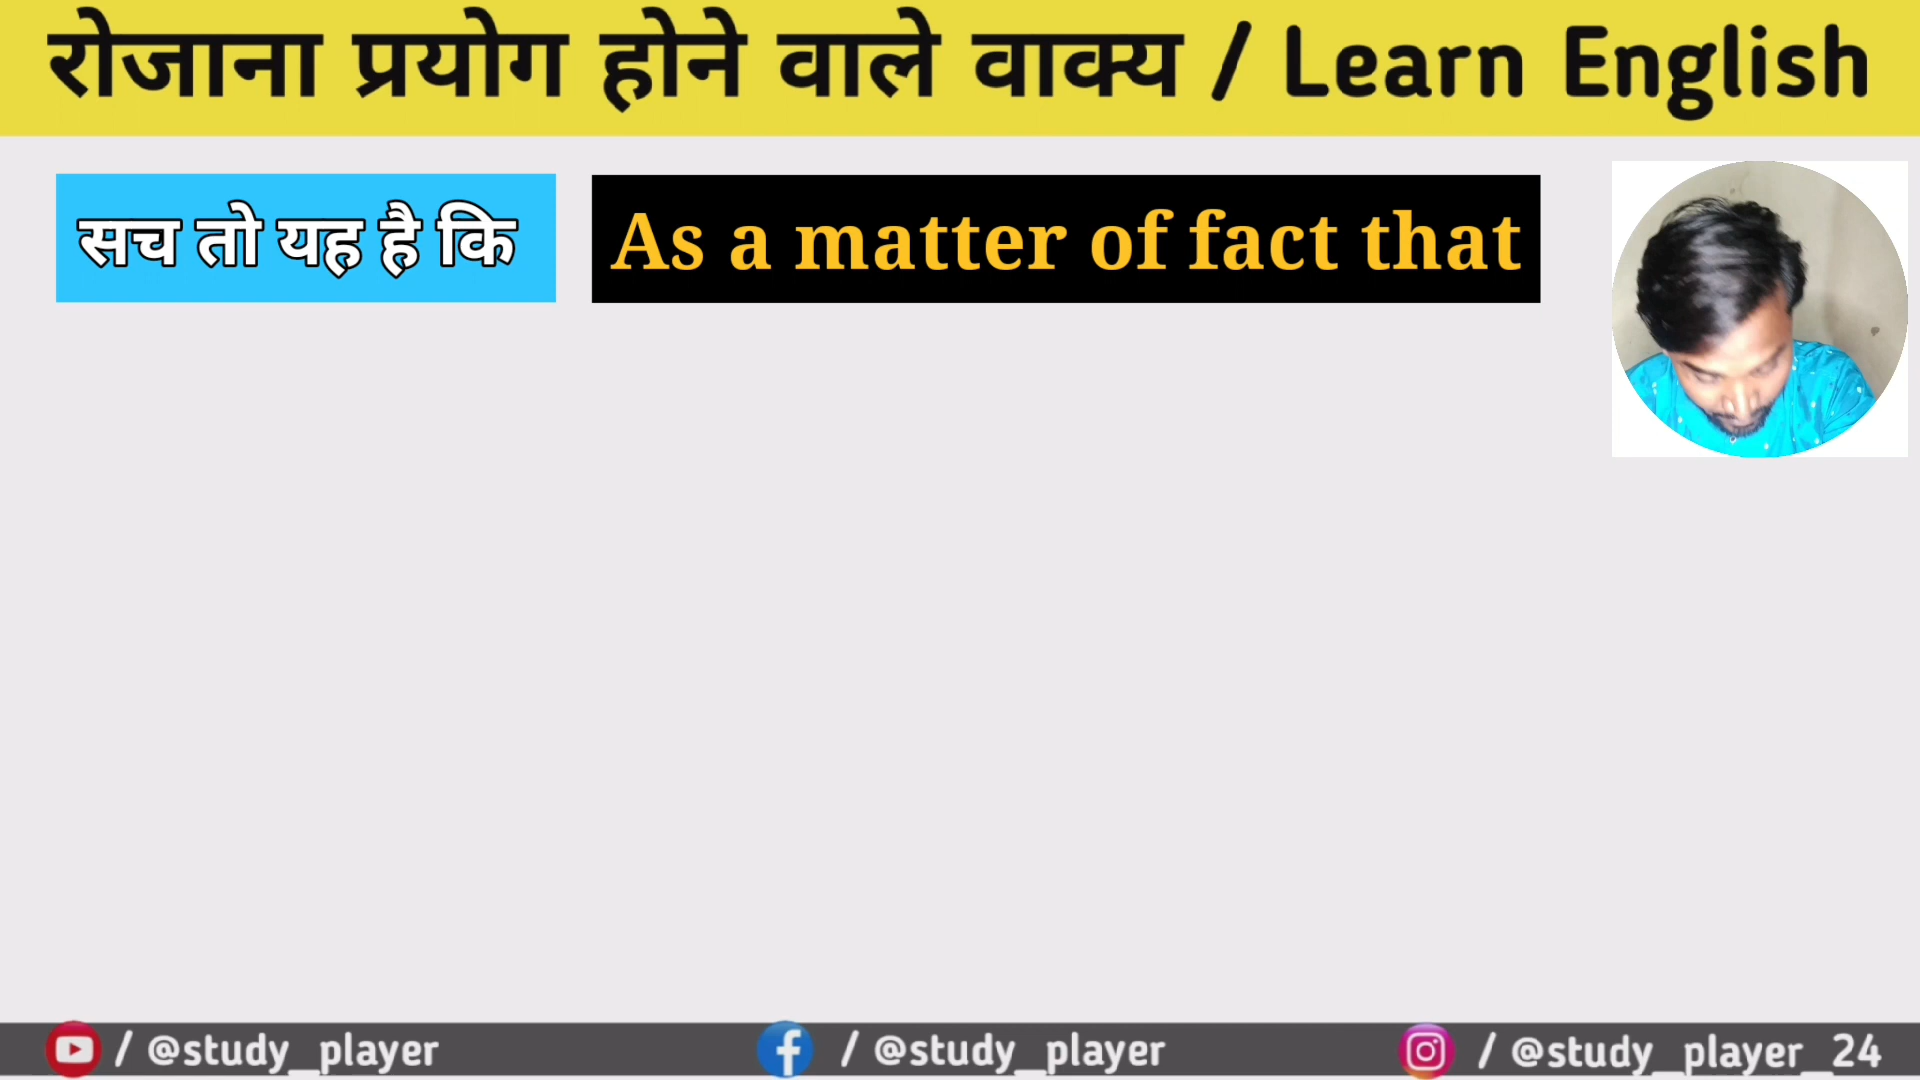 रोजाना प्रयोग होने वाले वाक्य / Learn English
सच तो यह है कि As a matter of fact that
/ @study_player / @study_player / @study_player_24